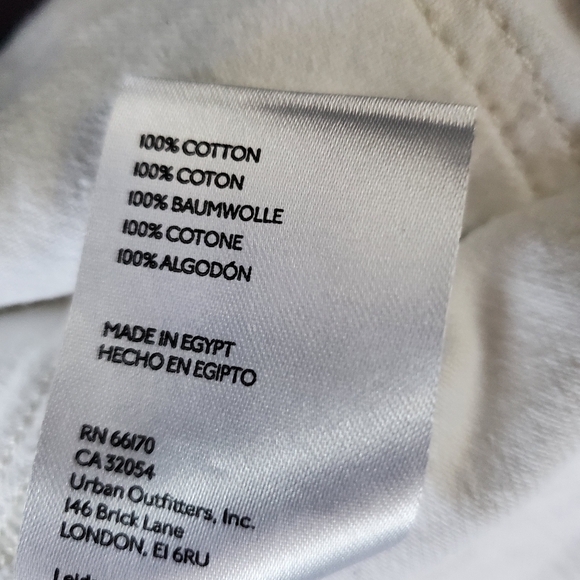 100% COTTON
100% COTON
100% BAUMWOLLE
100% COTONE
100% ALGODÓN
MADE IN EGYPT
HECHO EN EGIPTO
RN 66170
CA 32054
Urban Outfitters, Inc.
146 Brick Lane
LONDON, E1 6RU